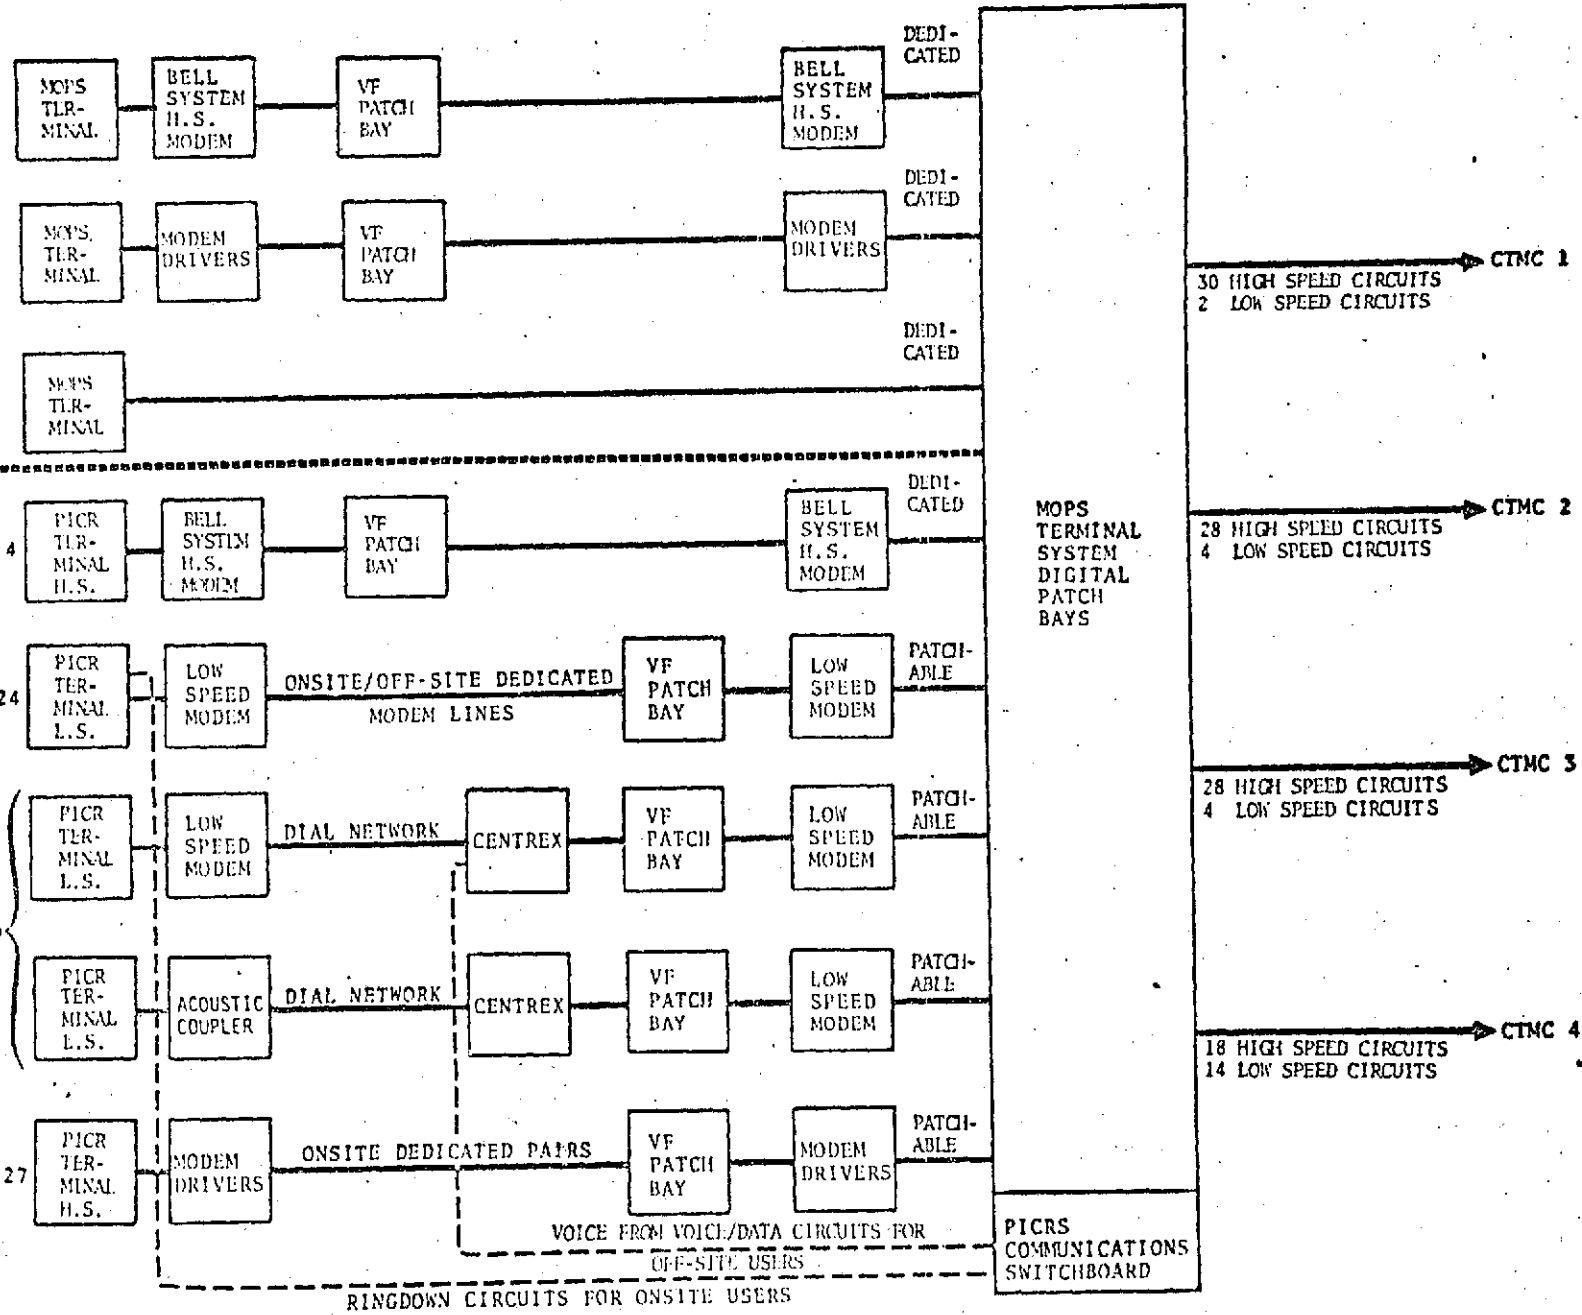 DEDI-
CATED
MOPS
TER-
MINAL
BELL
SYSTEM
H.S.
MODEM
VF
PATCH
BAY
BELL
SYSTEM
H.S.
MODEM
DEDI-
CATED
MOPS
TER-
MINAL
MODEM
DRIVERS
VF
PATCH
BAY
MODEM
DRIVERS
DEDI-
CATED
MOPS
TER-
MINAL
DEDI-
CATED
4
PICR
TER-
MINAL
H.S.
BELL
SYSTEM
H.S.
MODEM
VF
PATCH
BAY
BELL
SYSTEM
H.S.
MODEM
24
PICR
TER-
MINAL
L.S.
LOW
SPEED
MODEM
ONSITE/OFF-SITE DEDICATED
MODEM LINES
VF
PATCH
BAY
LOW
SPEED
MODEM
PATCH-
ABLE
PICR
TER-
MINAL
L.S.
LOW
SPEED
MODEM
DIAL NETWORK
CENTREX
VF
PATCH
BAY
LOW
SPEED
MODEM
PATCH-
ABLE
PICR
TER-
MINAL
L.S.
ACOUSTIC
COUPLER
DIAL NETWORK
CENTREX
VF
PATCH
BAY
LOW
SPEED
MODEM
PATCH-
ABLE
27
PICR
TER-
MINAL
H.S.
MODEM
DRIVERS
ONSITE DEDICATED PAIRS
VF
PATCH
BAY
MODEM
DRIVERS
PATCH-
ABLE
VOICE FROM VOICE/DATA CIRCUITS FOR
OFF-SITE USERS
RINGDOWN CIRCUITS FOR ONSITE USERS
MOPS
TERMINAL
SYSTEM
DIGITAL
PATCH
BAYS
PICRS
COMMUNICATIONS
SWITCHBOARD
CTMC 1
30 HIGH SPEED CIRCUITS
2 LOW SPEED CIRCUITS
CTMC 2
28 HIGH SPEED CIRCUITS
4 LOW SPEED CIRCUITS
CTMC 3
28 HIGH SPEED CIRCUITS
4 LOW SPEED CIRCUITS
CTMC 4
18 HIGH SPEED CIRCUITS
14 LOW SPEED CIRCUITS